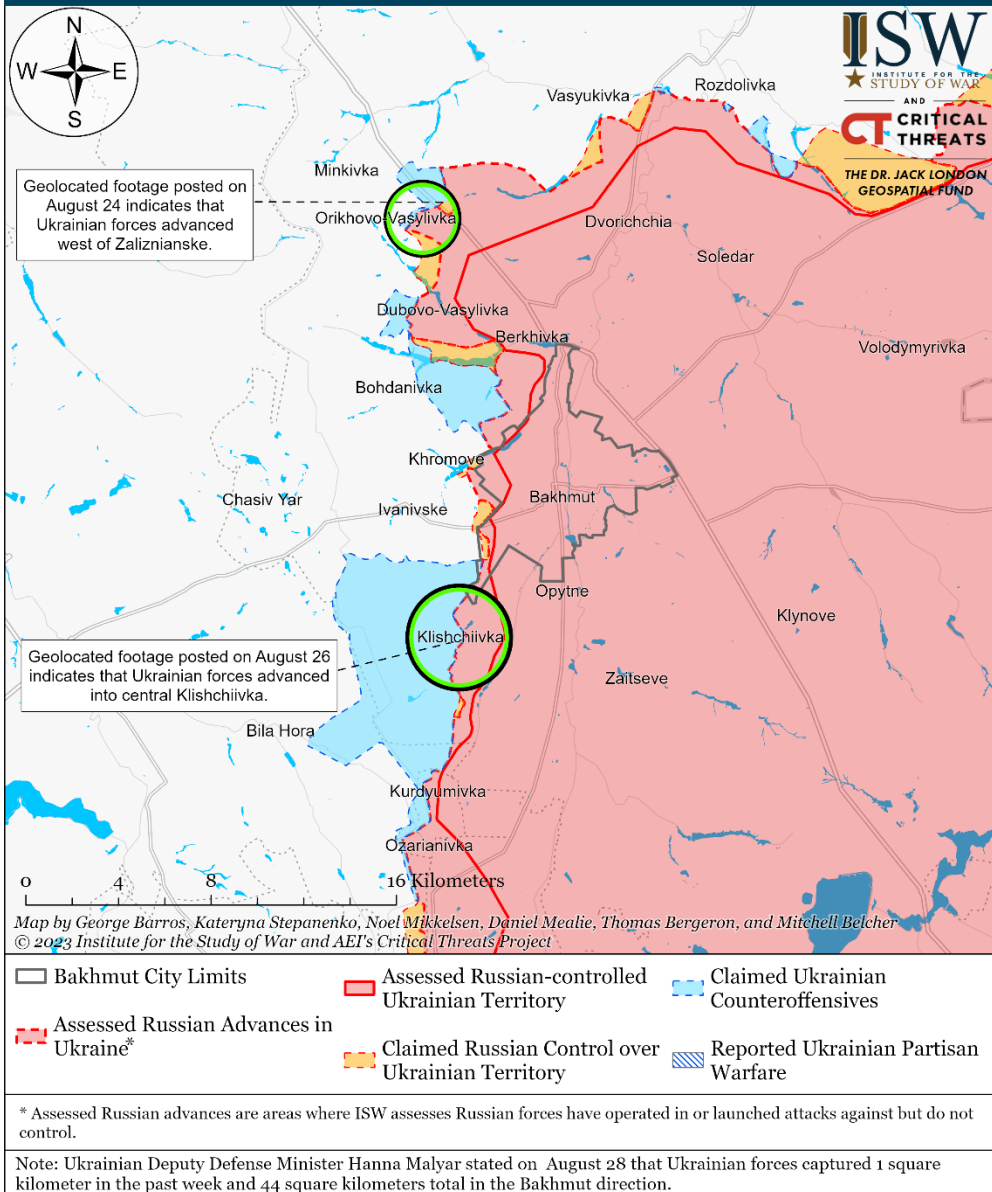 N
W
E
S
ISW
INSTITUTE FOR THE
STUDY OF WAR
AND
CT CRITICAL
THREATS
THE DR. JACK LONDON
GEOSPATIAL FUND
Vasyukivka
Rozdolivka
Minkivka
Geolocated footage posted on
August 24 indicates that
Ukrainian forces advanced
west of Zaliznianske.
Orikhovo-Vasylivka
Dvorichchia
Soledar
Dubovo-Vasylivka
Berkhivka
Volodymyrivka
Bohdanivka
Khromove
Chasiv Yar
Ivanivske
Bakhmut
Opytne
Klynove
Klishchiivka
Geolocated footage posted on August 26
indicates that Ukrainian forces advanced
into central Klishchiivka.
Zaitseve
Bila Hora
Kurdyumivka
Ozarianivka
0 4 8 16 Kilometers
Map by George Barros, Kateryna Stepanenko, Noel Mikkelsen, Daniel Mealie, Thomas Bergeron, and Mitchell Belcher
© 2023 Institute for the Study of War and AEI's Critical Threats Project
Bakhmut City Limits
Assessed Russian Advances in
Ukraine*
Assessed Russian-controlled
Ukrainian Territory
Claimed Russian Control over
Ukrainian Territory
Claimed Ukrainian
Counteroffensives
Reported Ukrainian Partisan
Warfare
* Assessed Russian advances are areas where ISW assesses Russian forces have operated in or launched attacks against but do not
control.
Note: Ukrainian Deputy Defense Minister Hanna Malyar stated on August 28 that Ukrainian forces captured 1 square
kilometer in the past week and 44 square kilometers total in the Bakhmut direction.